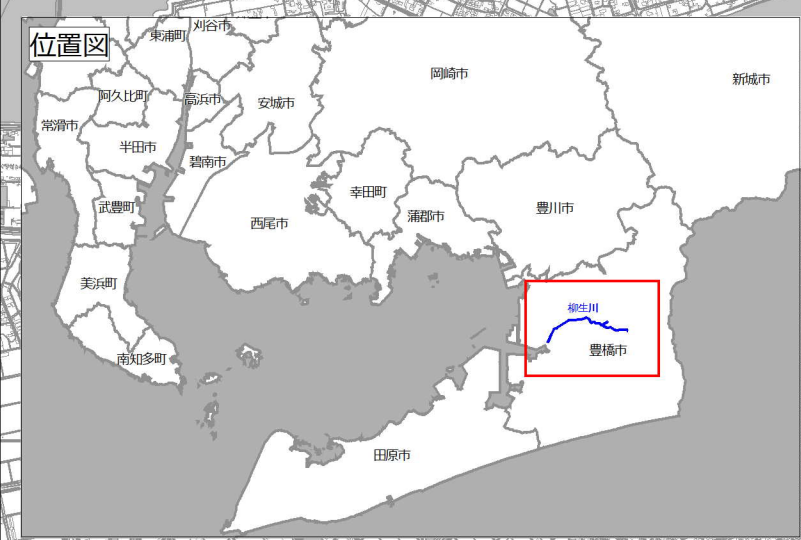 位置図
東浦町
刈谷市
岡崎市
新城市
阿久比町
高浜市
安城市
常滑市
半田市
碧南市
幸田町
武豊町
西尾市
蒲郡市
豊川市
美浜町
柳生川
南知多町
豊橋市
田原市